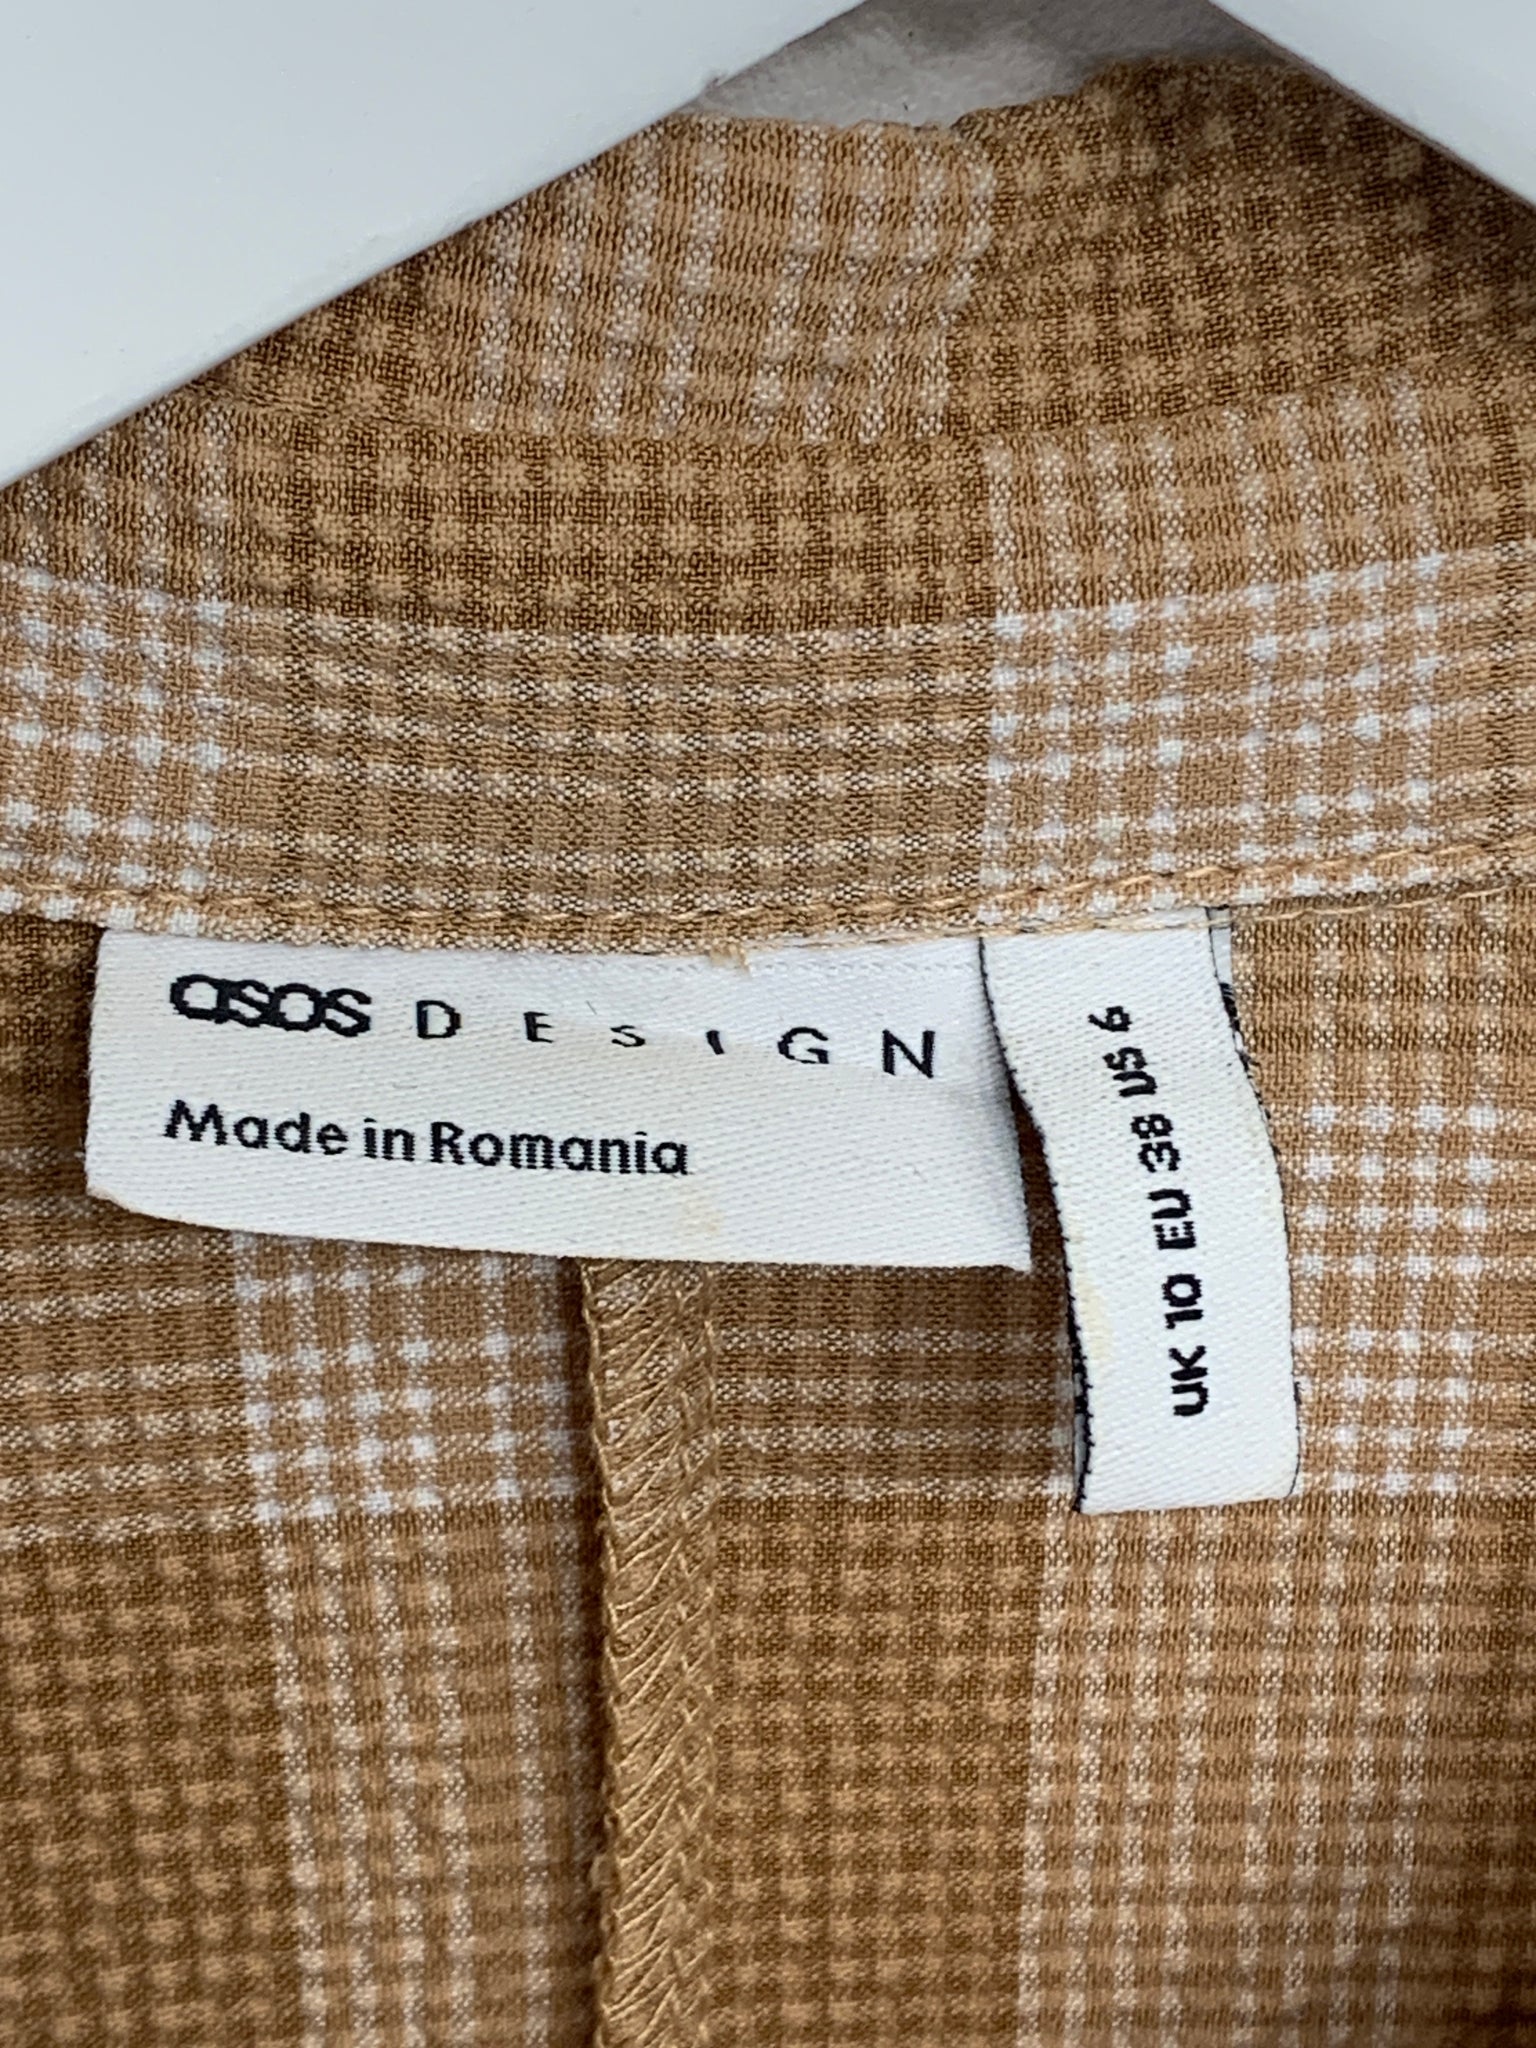 asos DESIGN
Made in Romania
UK 10 EU 38 US 6